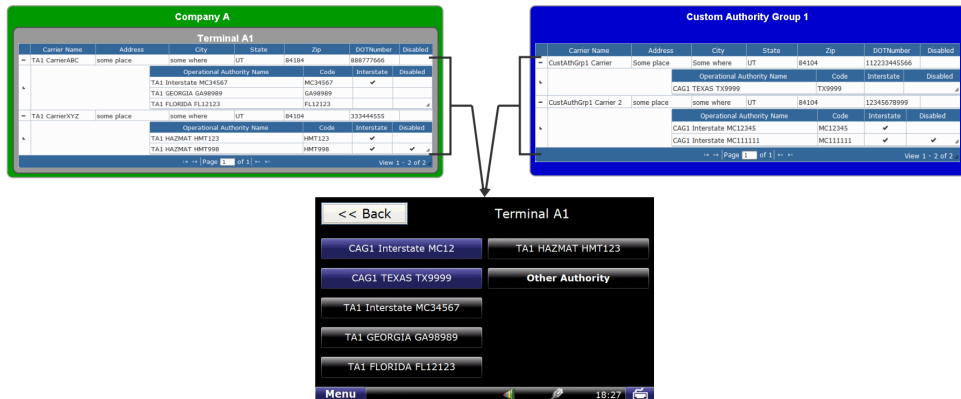 Company A
Terminal A1
Carrier Name Address City State Zip DOTNumber Disabled
TA1 CarrierABC some place some where UT 84184 888777666
Operational Authority Name Code Interstate Disabled
TA1 Interstate MC34567 MC34567 ✔
TA1 GEORGIA GA98989 GA98989
TA1 FLORIDA FL12123 FL12123
TA1 CarrierXYZ some place some where UT 84104 333444555
Operational Authority Name Code Interstate Disabled
TA1 HAZMAT HMT123 HMT123 ✔
TA1 HAZMAT HMT998 HMT998 ✔ ✔
Page 1 of 1 View 1 - 2 of 2
Custom Authority Group 1
Carrier Name Address City State Zip DOTNumber Disabled
CustAthGrp1 Carrier Some place Some where UT 84104 112233445566
Operational Authority Name Code Interstate Disabled
CAG1 TEXAS TX9999 TX9999
CustAuthGrp1 Carrier 2 some place some where UT 84104 12345678999
Operational Authority Name Code Interstate Disabled
CAG1 Interstate MC12345 MC12345 ✔
CAG1 Interstate MC111111 MC111111 ✔ ✔
Page 1 of 1 View 1 - 2 of 2
<< Back Terminal A1
CAG1 Interstate MC12 TA1 HAZMAT HMT123
CAG1 TEXAS TX9999 Other Authority
TA1 Interstate MC34567
TA1 GEORGIA GA98989
TA1 FLORIDA FL12123
Menu 18:27